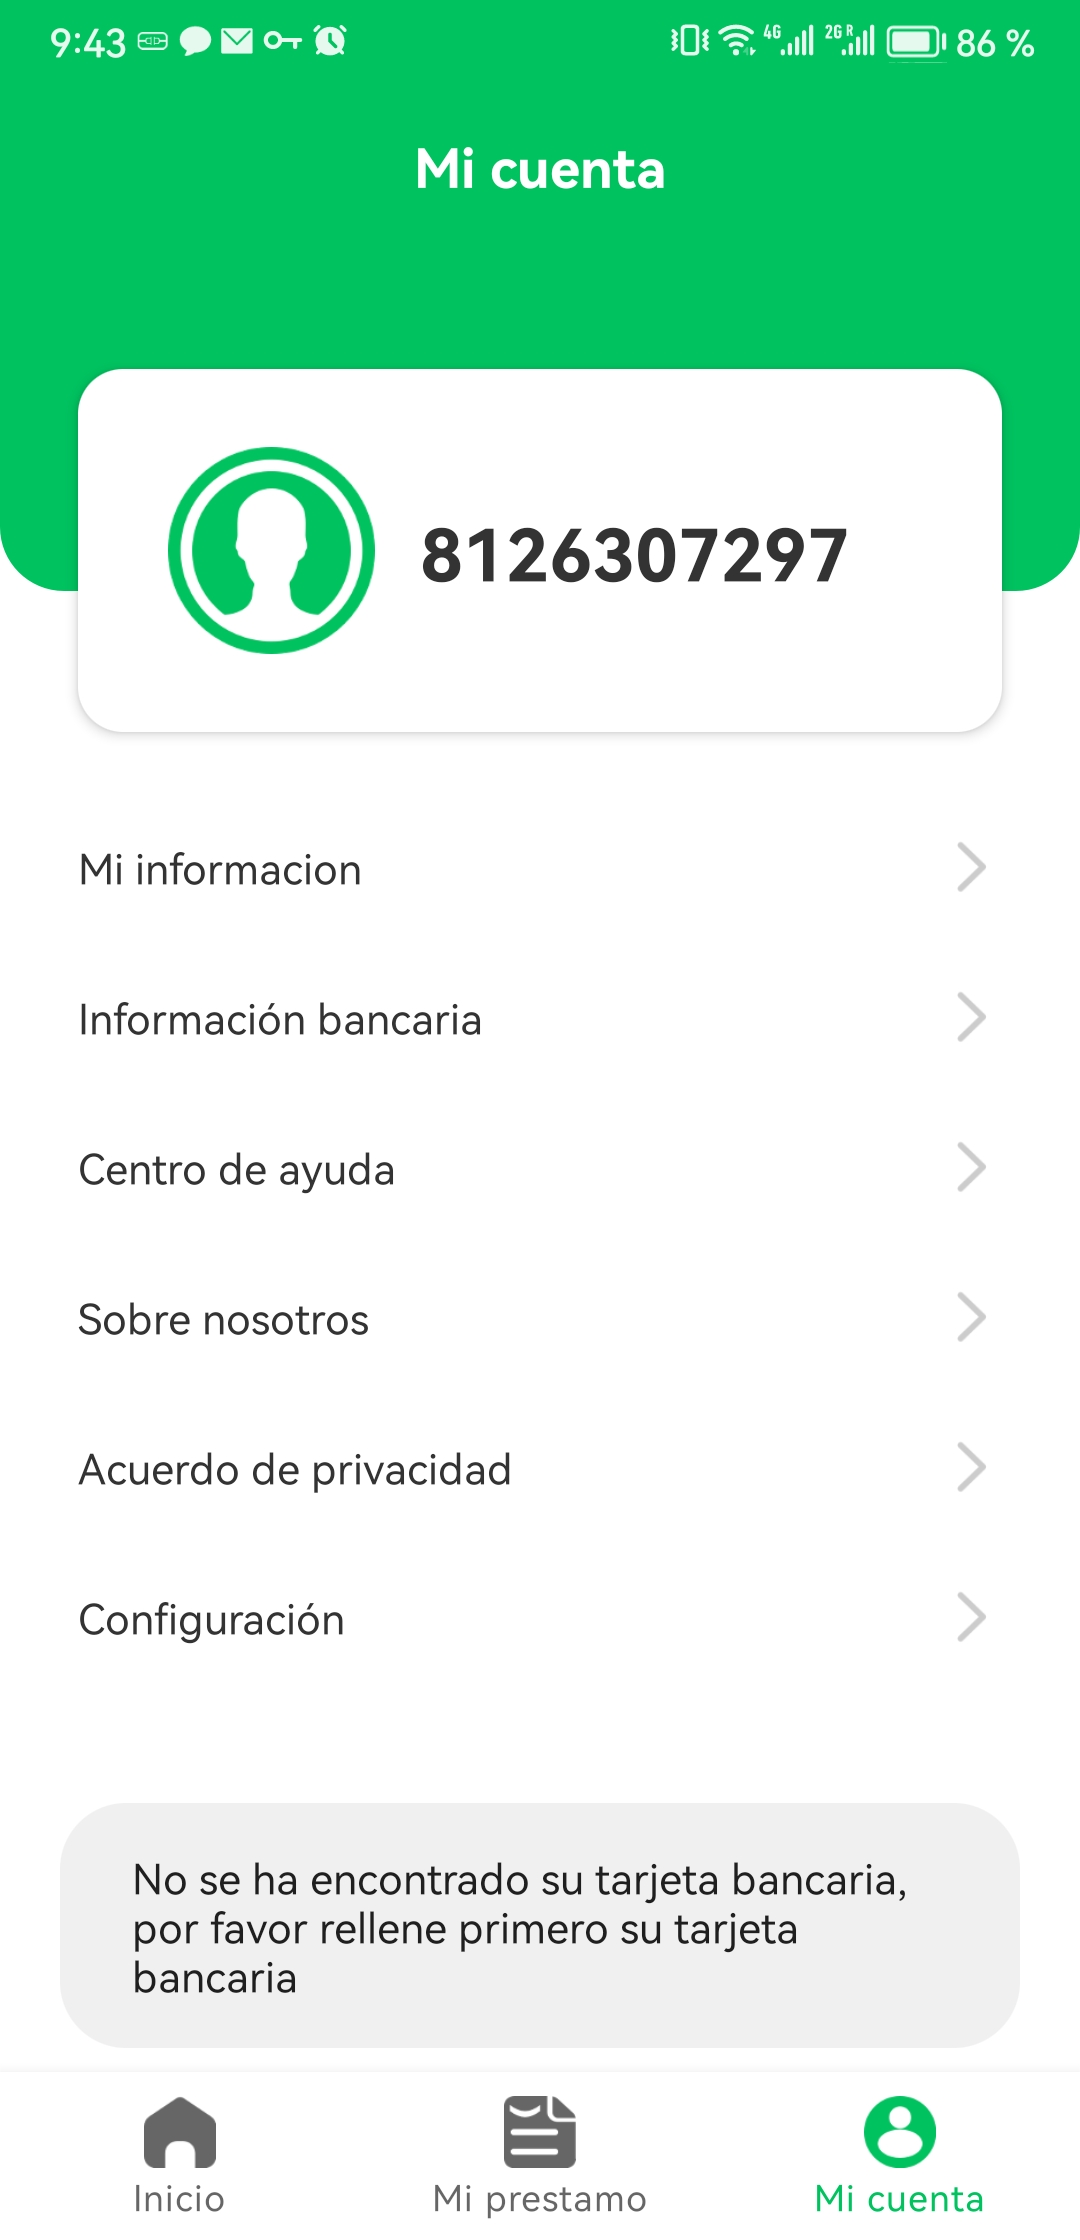 9:43
4G 2G R 86 %
Mi cuenta
8126307297
Mi informacion
Información bancaria
Centro de ayuda
Sobre nosotros
Acuerdo de privacidad
Configuración
No se ha encontrado su tarjeta bancaria,
por favor rellene primero su tarjeta
bancaria
Inicio
Mi prestamo
Mi cuenta